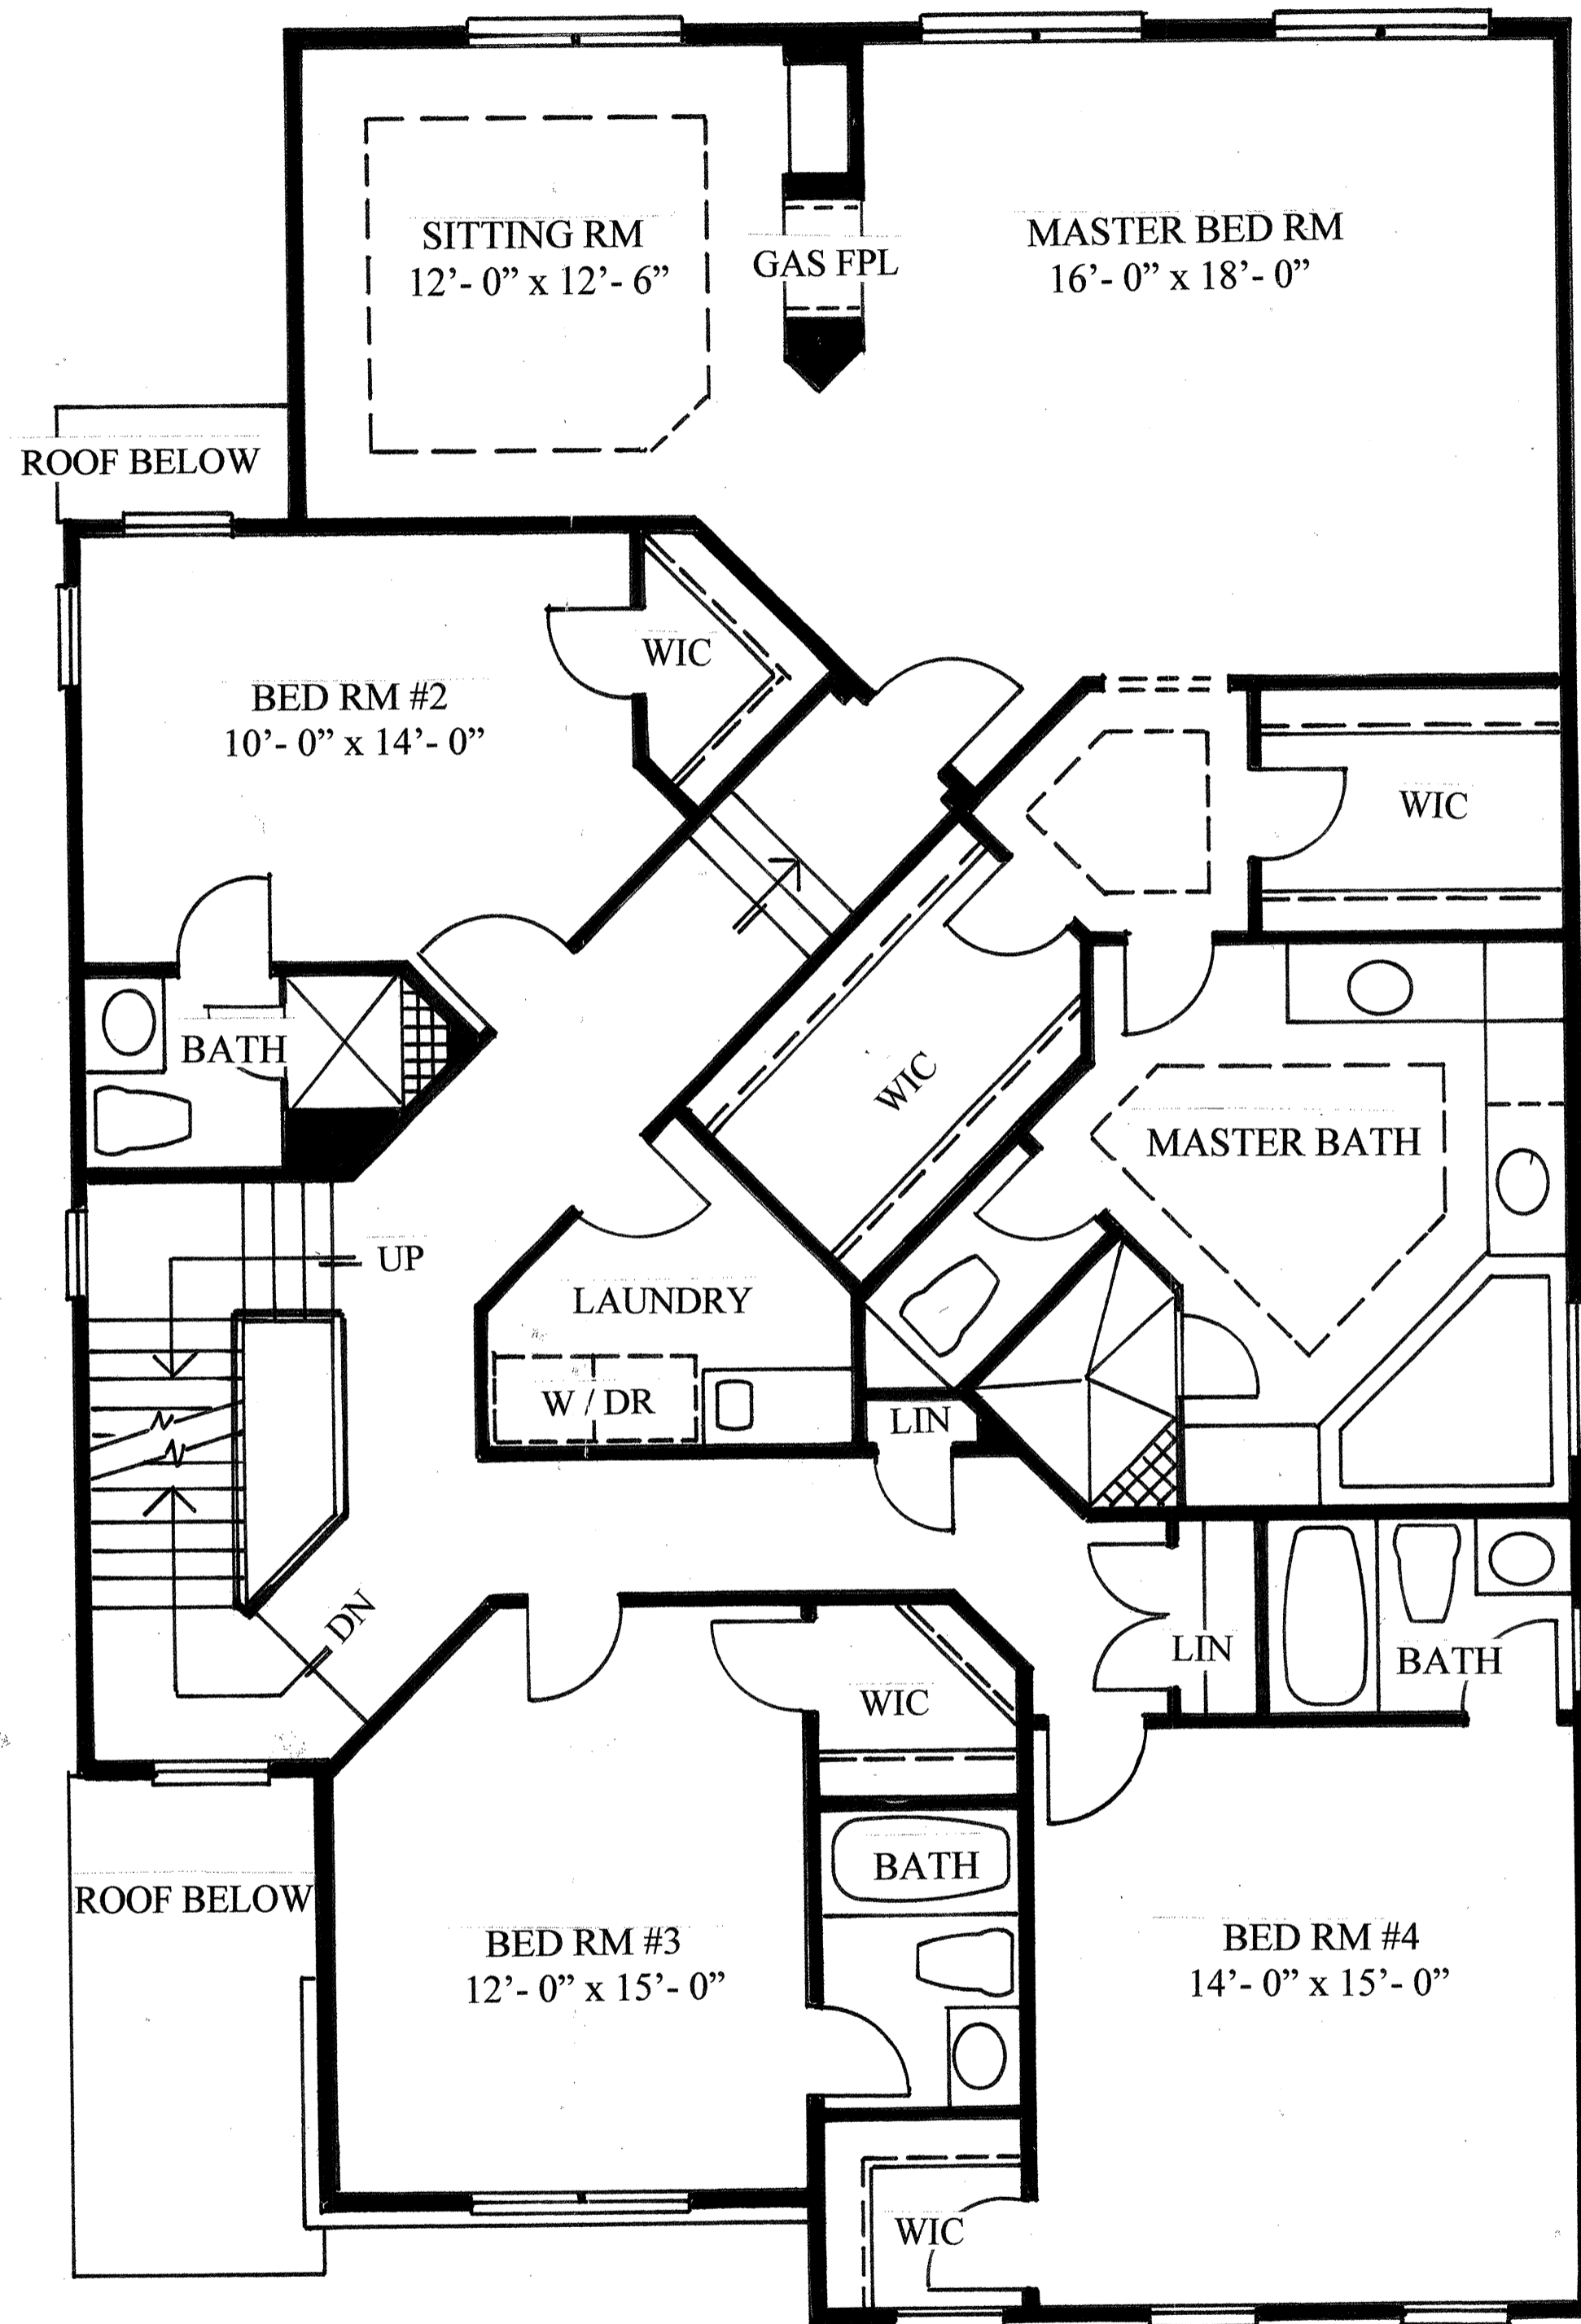 SITTING RM
12'- 0" x 12'- 6"
GAS FPL
MASTER BED RM
16'- 0" x 18'- 0"
ROOF BELOW
WIC
BED RM #2
10'- 0" x 14'- 0"
WIC
BATH
WIC
MASTER BATH
UP
LAUNDRY
W / DR
LIN
DN
LIN
BATH
WIC
BATH
ROOF BELOW
BED RM #3
12'- 0" x 15'- 0"
BED RM #4
14'- 0" x 15'- 0"
WIC